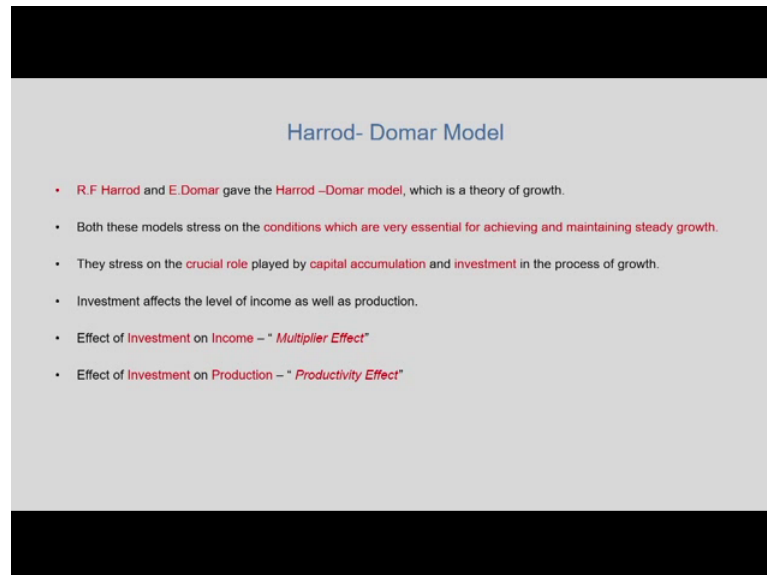 Harrod- Domar Model
• R.F Harrod and E.Domar gave the Harrod –Domar model, which is a theory of growth.
• Both these models stress on the conditions which are very essential for achieving and maintaining steady growth.
• They stress on the crucial role played by capital accumulation and investment in the process of growth.
• Investment affects the level of income as well as production.
• Effect of Investment on Income – “ Multiplier Effect”
• Effect of Investment on Production – “ Productivity Effect”